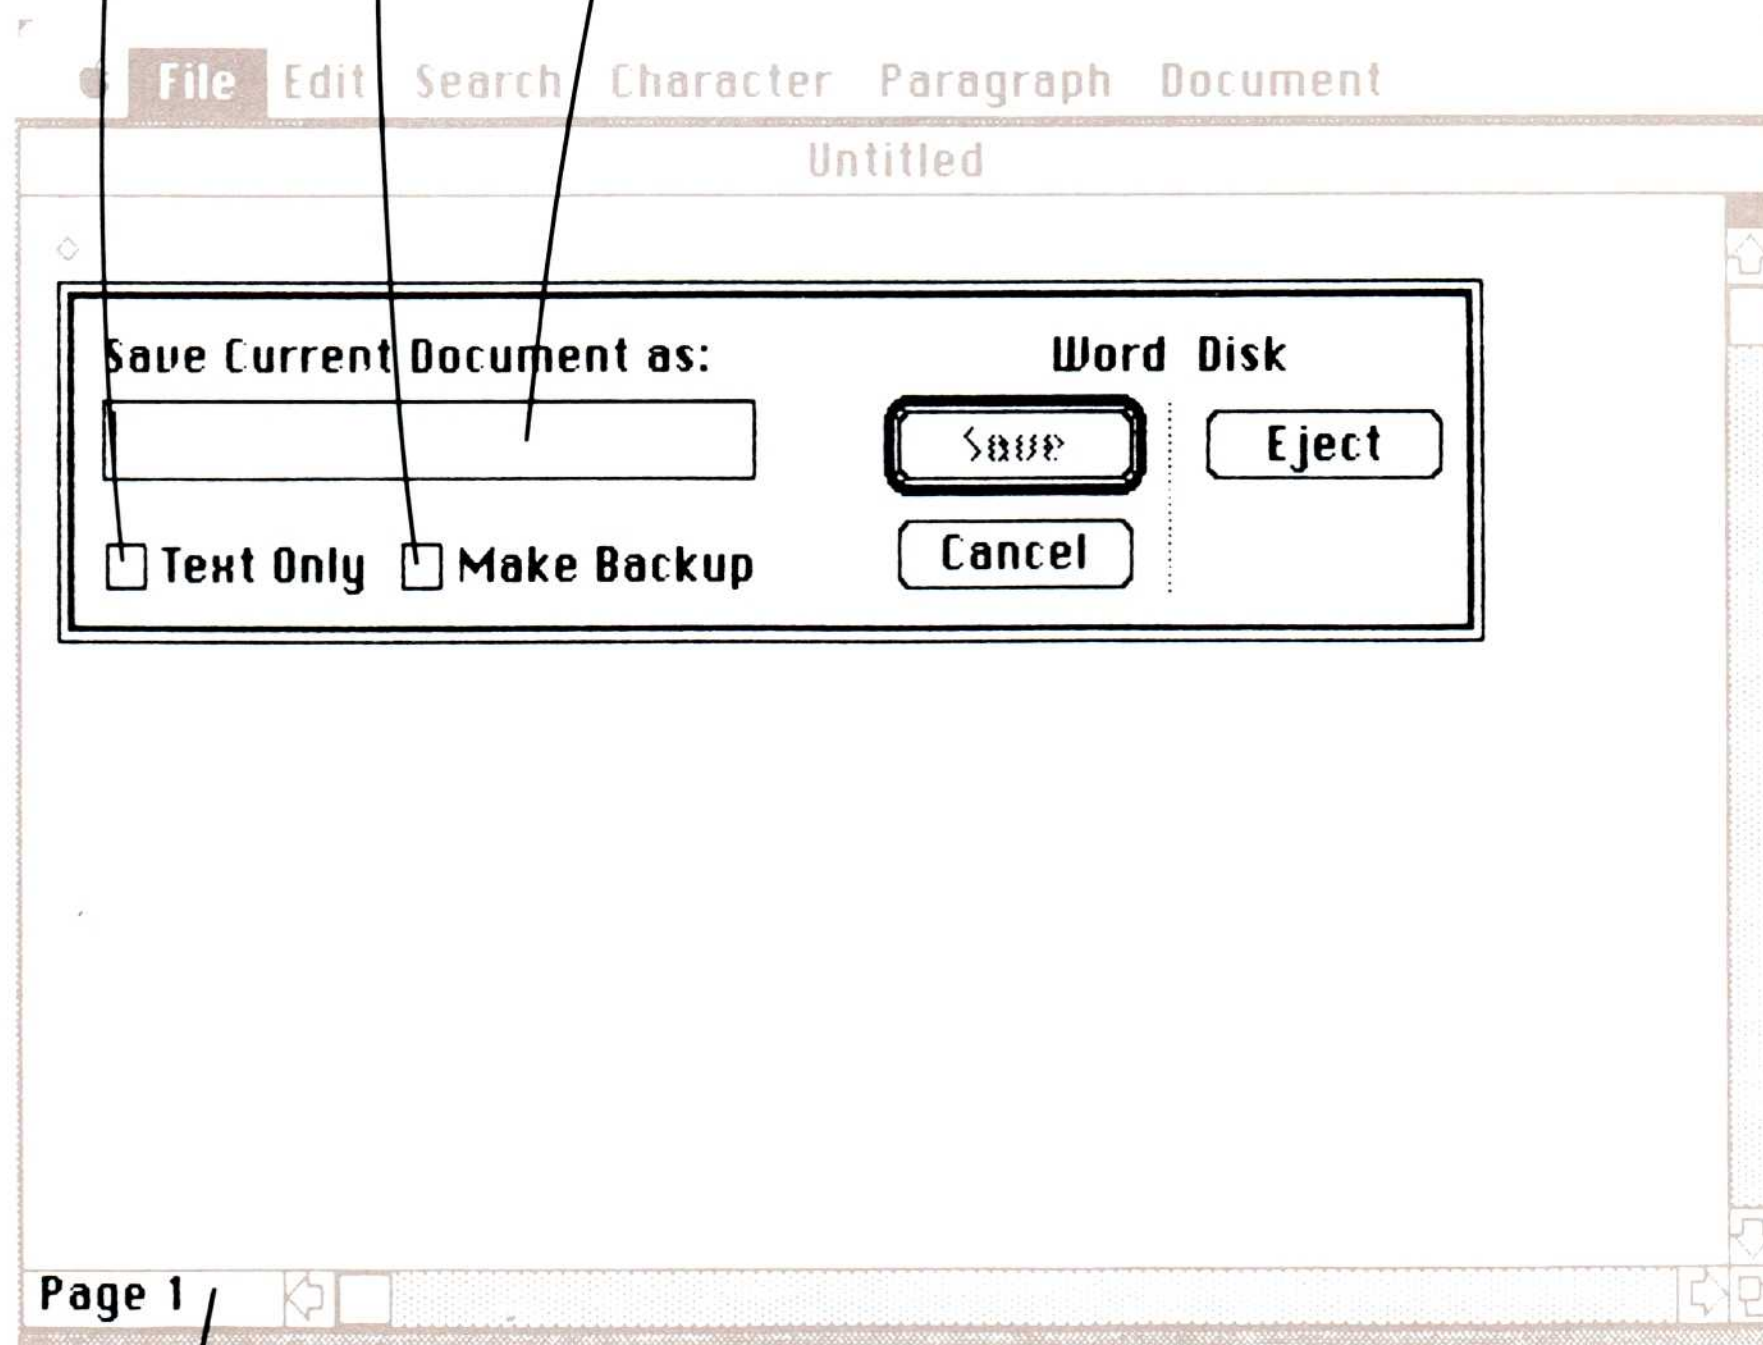 File Edit Search Character Paragraph Document
Untitled
Save Current Document as:
Word Disk
Save
Eject
Text Only
Make Backup
Cancel
Page 1